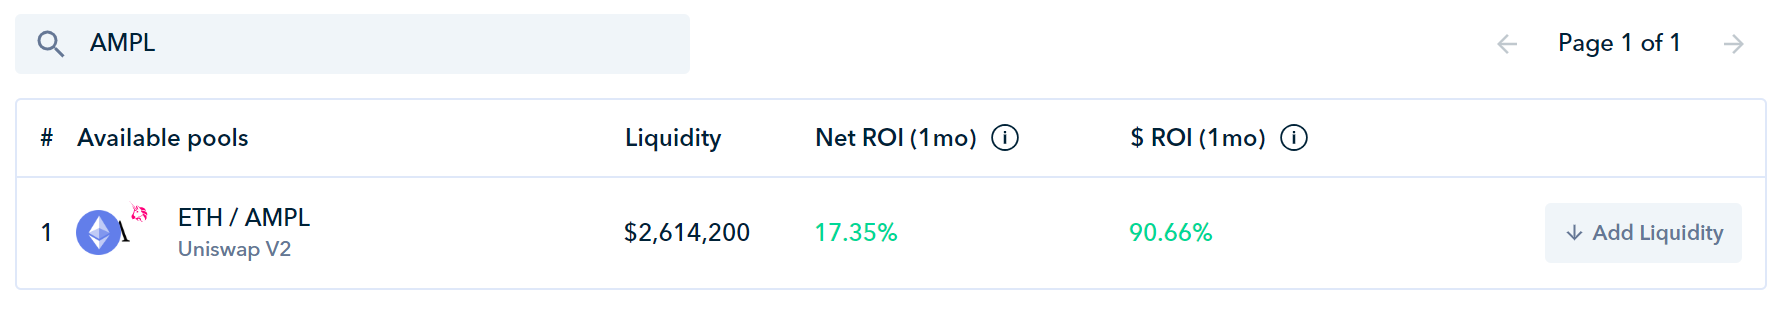 AMPL
Page 1 of 1
# Available pools Liquidity Net ROI (1mo) $ ROI (1mo)
1 ETH / AMPL $2,614,200 17.35% 90.66% Add Liquidity
Uniswap V2